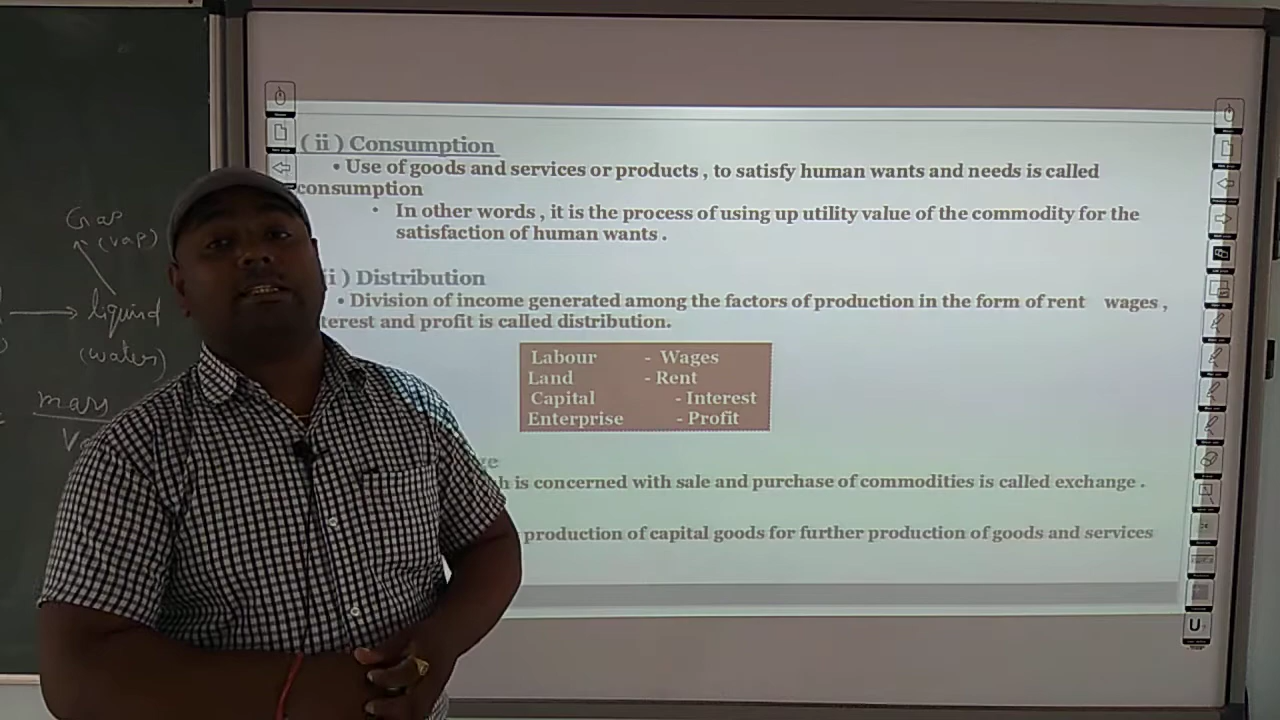 Gas
(vap)
liquid
(water)
mass
( ii ) Consumption
• Use of goods and services or products , to satisfy human wants and needs is called
consumption
• In other words , it is the process of using up utility value of the commodity for the
satisfaction of human wants .
i ) Distribution
• Division of income generated among the factors of production in the form of rent wages ,
terest and profit is called distribution.
Labour - Wages
Land - Rent
Capital - Interest
Enterprise - Profit
ge
h is concerned with sale and purchase of commodities is called exchange .
production of capital goods for further production of goods and services
U